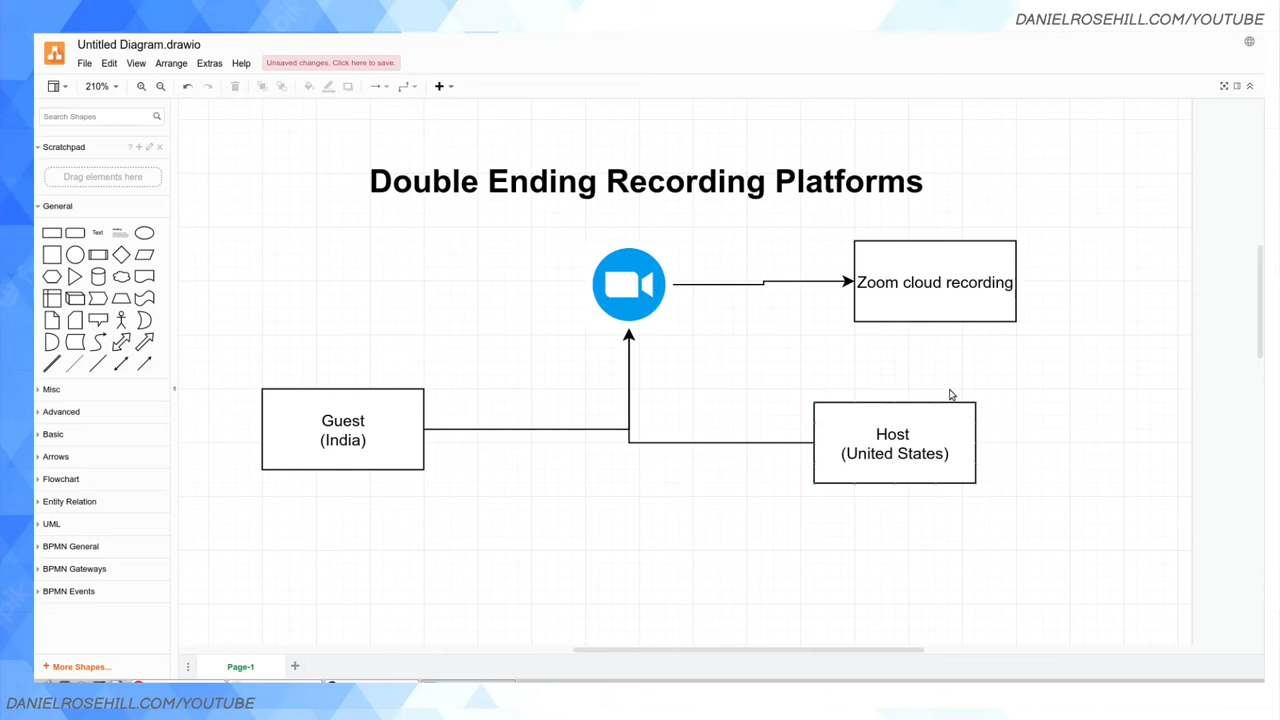 DANIELROSEHILL.COM/YOUTUBE
Untitled Diagram.drawio
File Edit View Arrange Extras Help Unsaved changes. Click here to save.
210%
Search Shapes
Scratchpad
Drag elements here
General
Text
Misc
Advanced
Basic
Arrows
Flowchart
Entity Relation
UML
BPMN General
BPMN Gateways
BPMN Events
+ More Shapes...
Double Ending Recording Platforms
Zoom cloud recording
Guest
(India)
Host
(United States)
Page-1
DANIELROSEHILL.COM/YOUTUBE